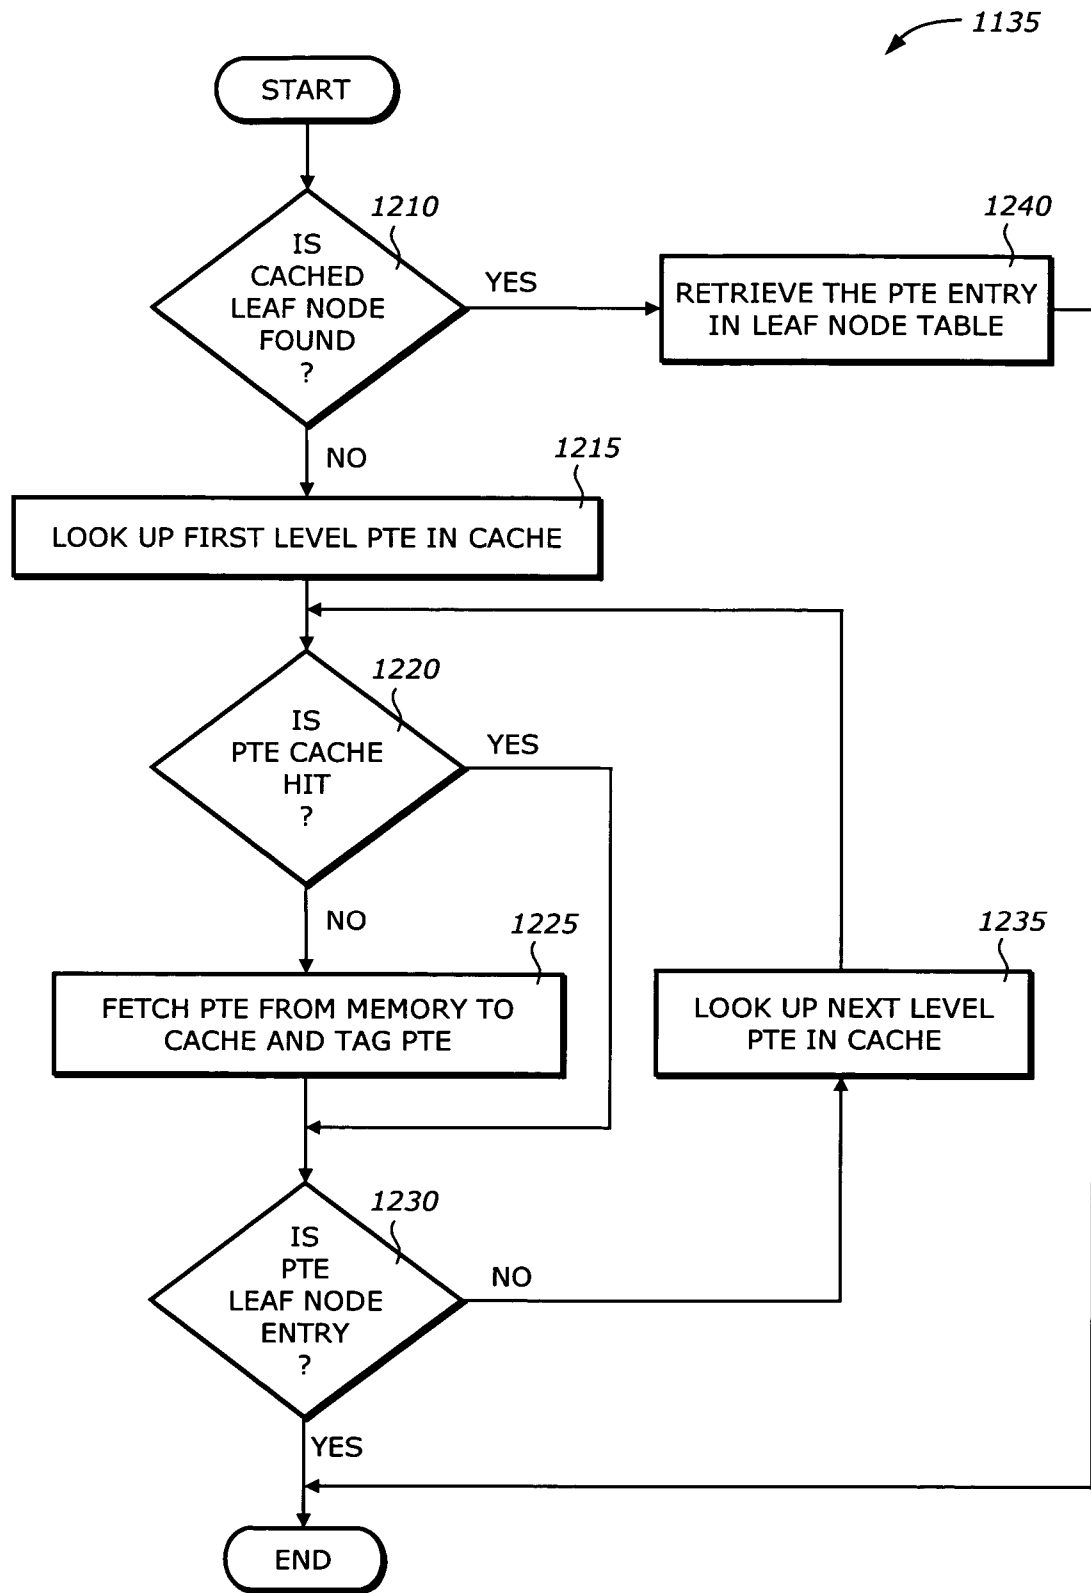 1135
START
1210
IS
CACHED
LEAF NODE
FOUND
?
YES
1240
RETRIEVE THE PTE ENTRY
IN LEAF NODE TABLE
NO
1215
LOOK UP FIRST LEVEL PTE IN CACHE
1220
IS
PTE CACHE
HIT
?
YES
NO
1225
FETCH PTE FROM MEMORY TO
CACHE AND TAG PTE
1235
LOOK UP NEXT LEVEL
PTE IN CACHE
1230
IS
PTE
LEAF NODE
ENTRY
?
NO
YES
END